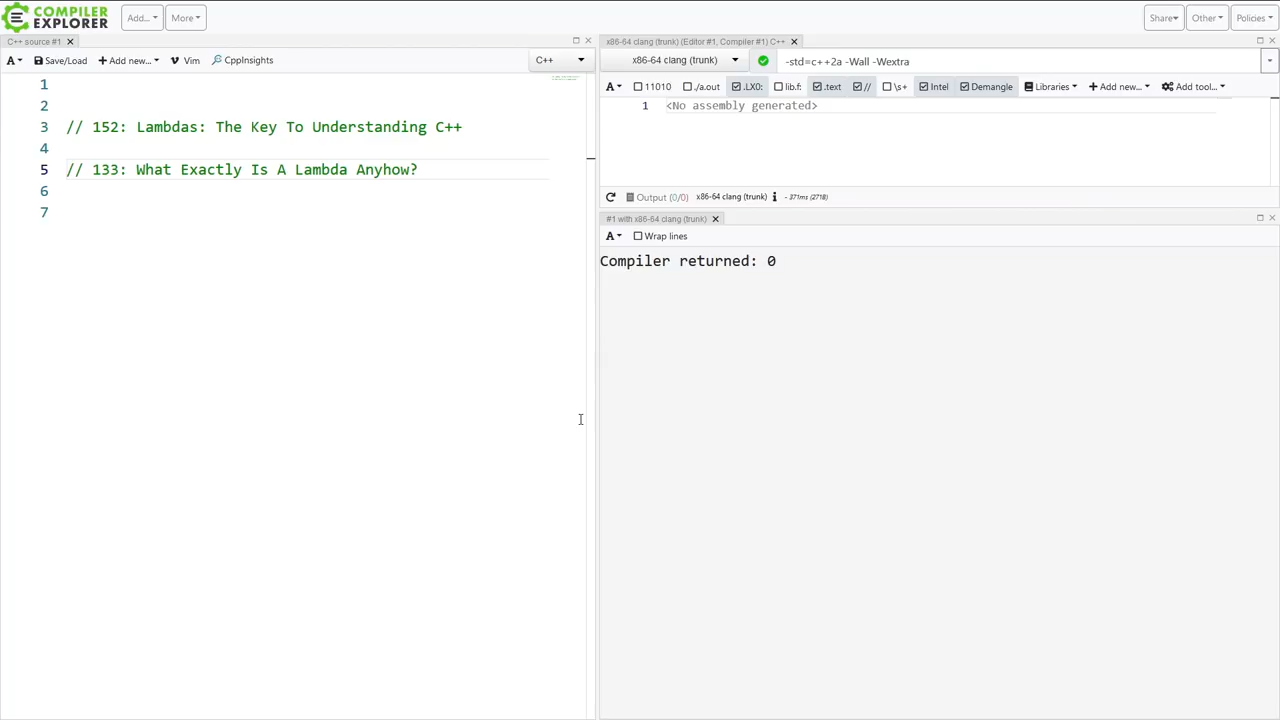 COMPILER EXPLORER
Add... More
Share Other Policies
C++ source #1
A Save/Load + Add new... Vim CppInsights C++
1
2
3 // 152: Lambdas: The Key To Understanding C++
4
5 // 133: What Exactly Is A Lambda Anyhow?
6
7
x86-64 clang (trunk) (Editor #1, Compiler #1) C++
x86-64 clang (trunk) -std=c++2a -Wall -Wextra
A 11010 ./a.out .LX0: lib.f: .text // \s+ Intel Demangle Libraries + Add new... Add tool...
1 <No assembly generated>
Output (0/0) x86-64 clang (trunk) i - 371ms (271B)
#1 with x86-64 clang (trunk)
A Wrap lines
Compiler returned: 0